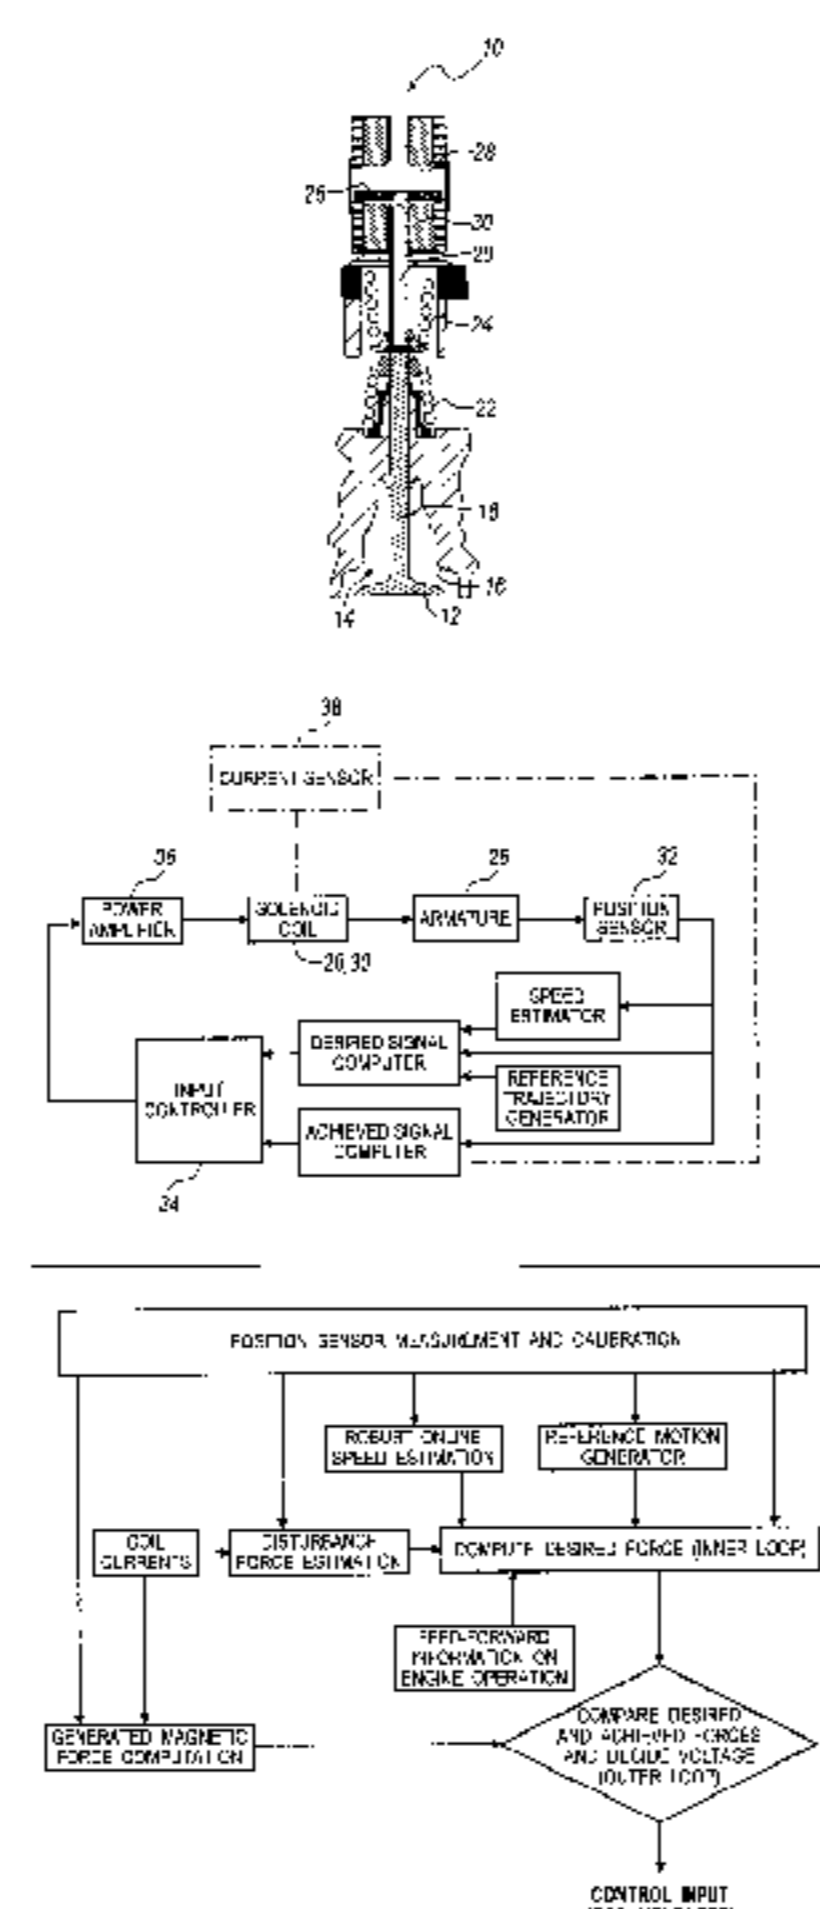 10
28
26
30
29
24
22
18
16
14
12
38
CURRENT SENSOR
36
26
32
POWER
AMPLIFIER
SOLENOID
COIL
ARMATURE
POSITION
SENSOR
SPEED
ESTIMATOR
DESIRED SIGNAL
COMPUTER
INPUT
CONTROLLER
REFERENCE
TRAJECTORY
GENERATOR
ACHIEVED SIGNAL
COMPUTER
34
POSITION SENSOR MEASUREMENT AND CALIBRATION
ROBUST ONLINE
SPEED ESTIMATION
REFERENCE MOTION
GENERATOR
COIL
CURRENTS
DISTURBANCE
FORCE ESTIMATION
COMPUTE DESIRED FORCE (INNER LOOP)
FEED-FORWARD
INFORMATION ON
ENGINE OPERATION
GENERATED MAGNETIC
FORCE COMPUTATION
COMPARE DESIRED
AND ACHIEVED FORCES
AND DECIDE VOLTAGE
(OUTER LOOP)
CONTROL INPUT